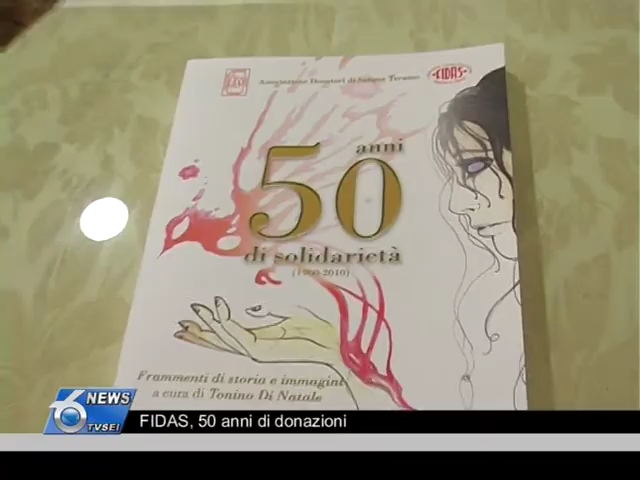 Associazione Donatori di Sangue Teramo
FIDAS
anni
50
di solidarietà
(1960-2010)
Frammenti di storia e immagini
a cura di Tonino Di Natale
6 NEWS
TVSEI
FIDAS, 50 anni di donazioni